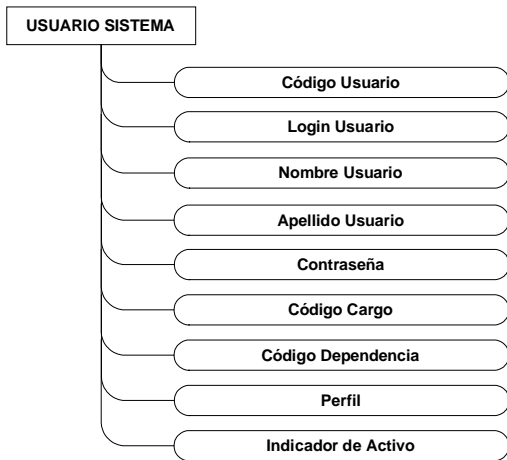 USUARIO SISTEMA
Código Usuario
Login Usuario
Nombre Usuario
Apellido Usuario
Contraseña
Código Cargo
Código Dependencia
Perfil
Indicador de Activo